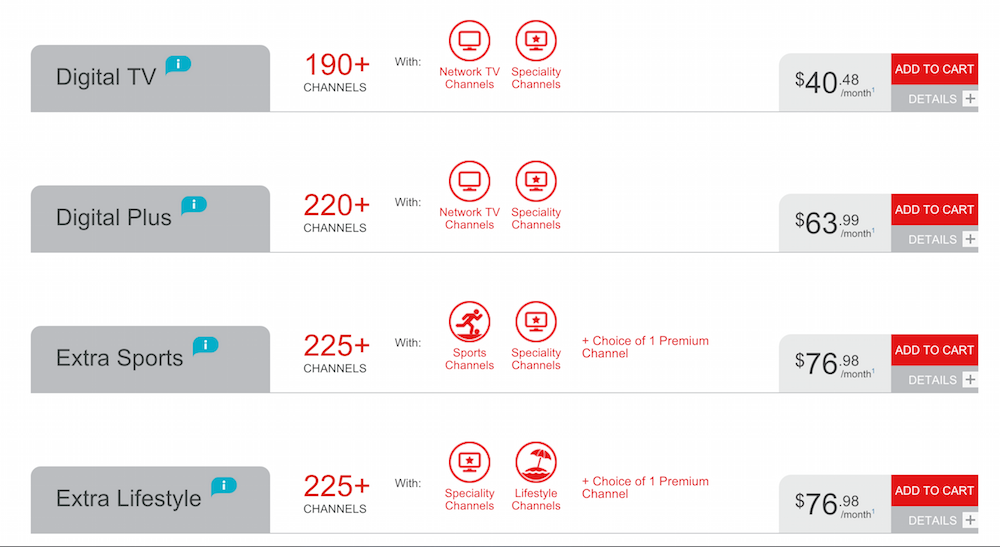 Digital TV
190+
CHANNELS
With:
Network TV
Channels
Speciality
Channels
$40.48
/month1
ADD TO CART
DETAILS +
Digital Plus
220+
CHANNELS
With:
Network TV
Channels
Speciality
Channels
$63.99
/month1
ADD TO CART
DETAILS +
Extra Sports
225+
CHANNELS
With:
Sports
Channels
Speciality
Channels
+ Choice of 1 Premium
Channel
$76.98
/month1
ADD TO CART
DETAILS +
Extra Lifestyle
225+
CHANNELS
With:
Speciality
Channels
Lifestyle
Channels
+ Choice of 1 Premium
Channel
$76.98
/month1
ADD TO CART
DETAILS +